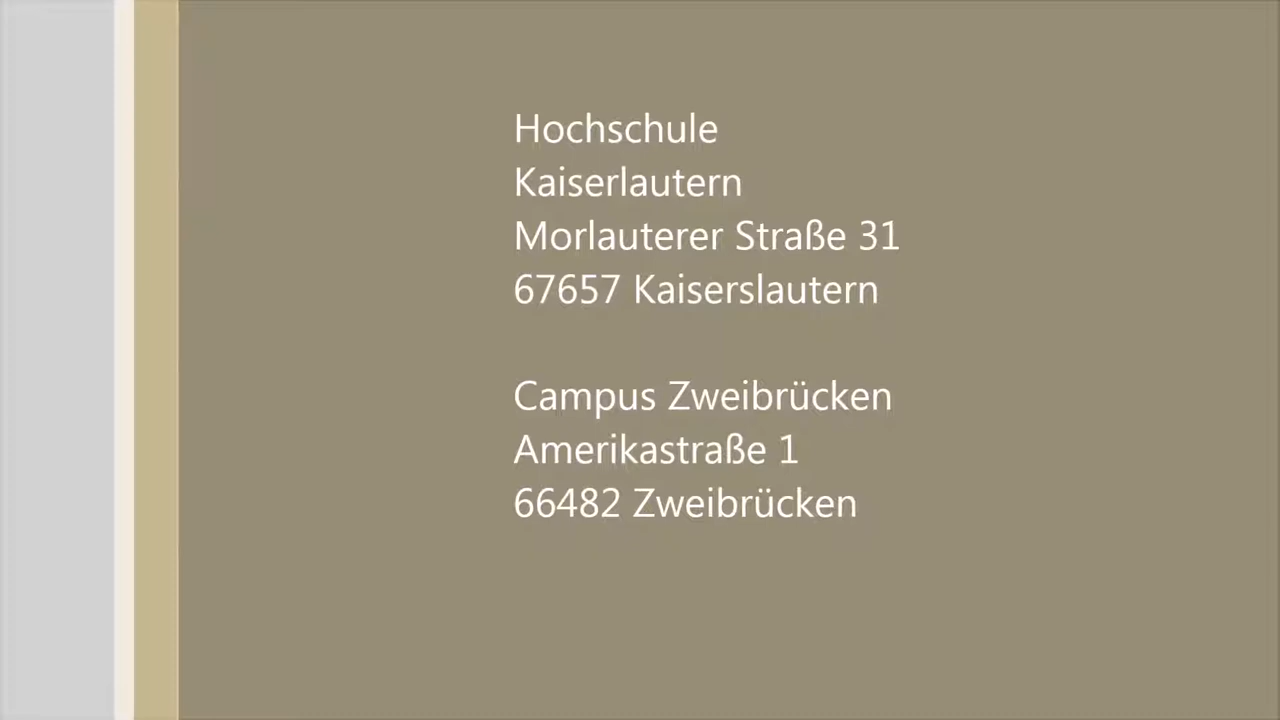 Hochschule
Kaiserlautern
Morlauterer Straße 31
67657 Kaiserslautern
Campus Zweibrücken
Amerikastraße 1
66482 Zweibrücken